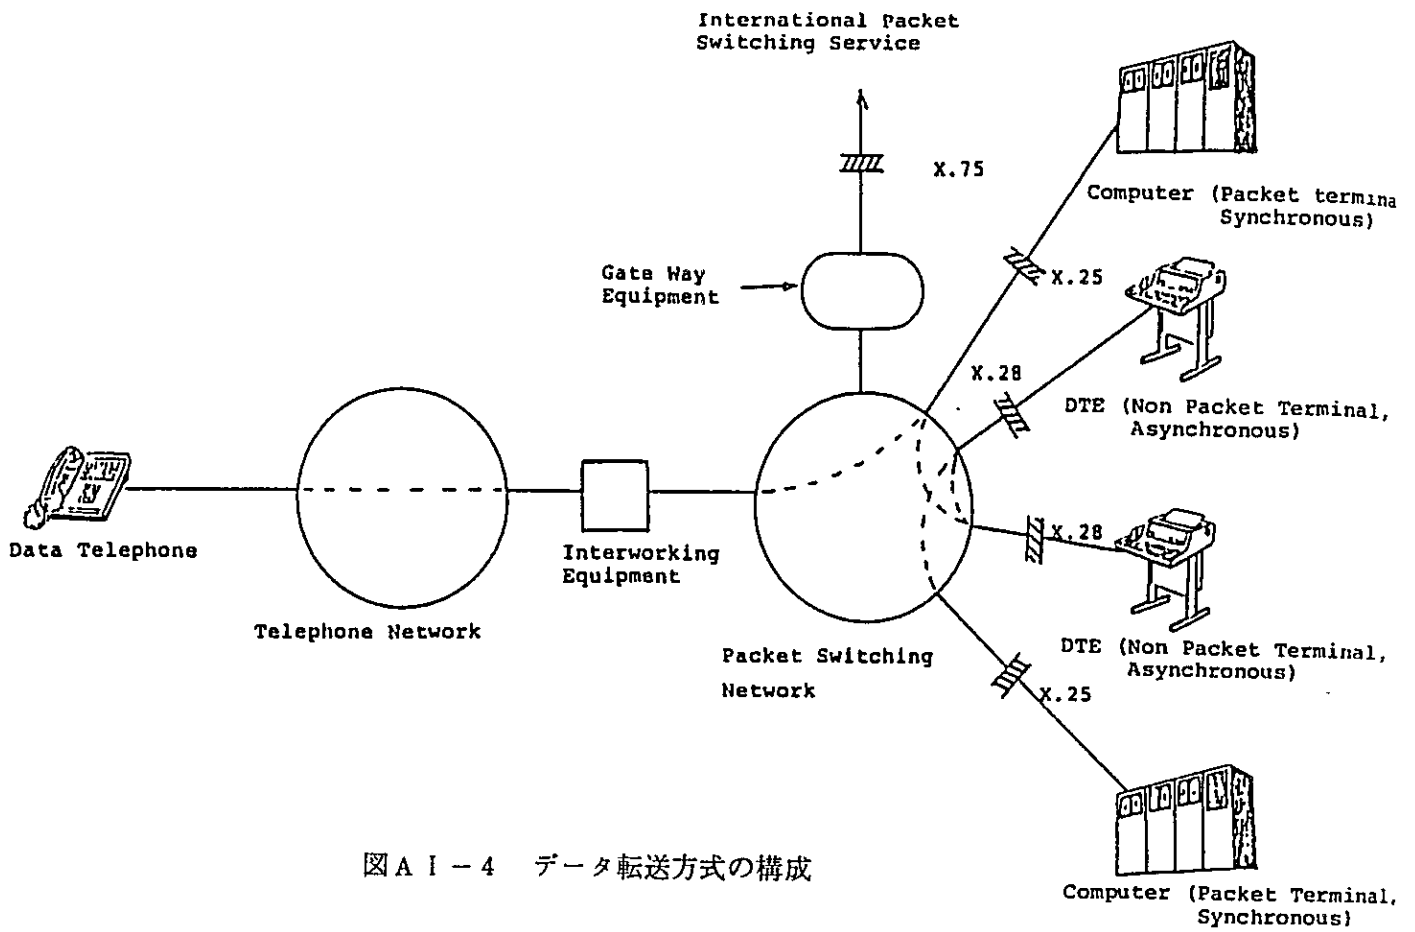 International Packet
Switching Service
X.75
Computer (Packet termina
Synchronous)
Gate Way
Equipment
X.25
X.28
DTE (Non Packet Terminal,
Asynchronous)
Data Telephone
Telephone Network
Interworking
Equipment
Packet Switching
Network
X.28
DTE (Non Packet Terminal,
Asynchronous)
X.25
Computer (Packet Terminal,
Synchronous)
図AI-4 データ転送方式の構成